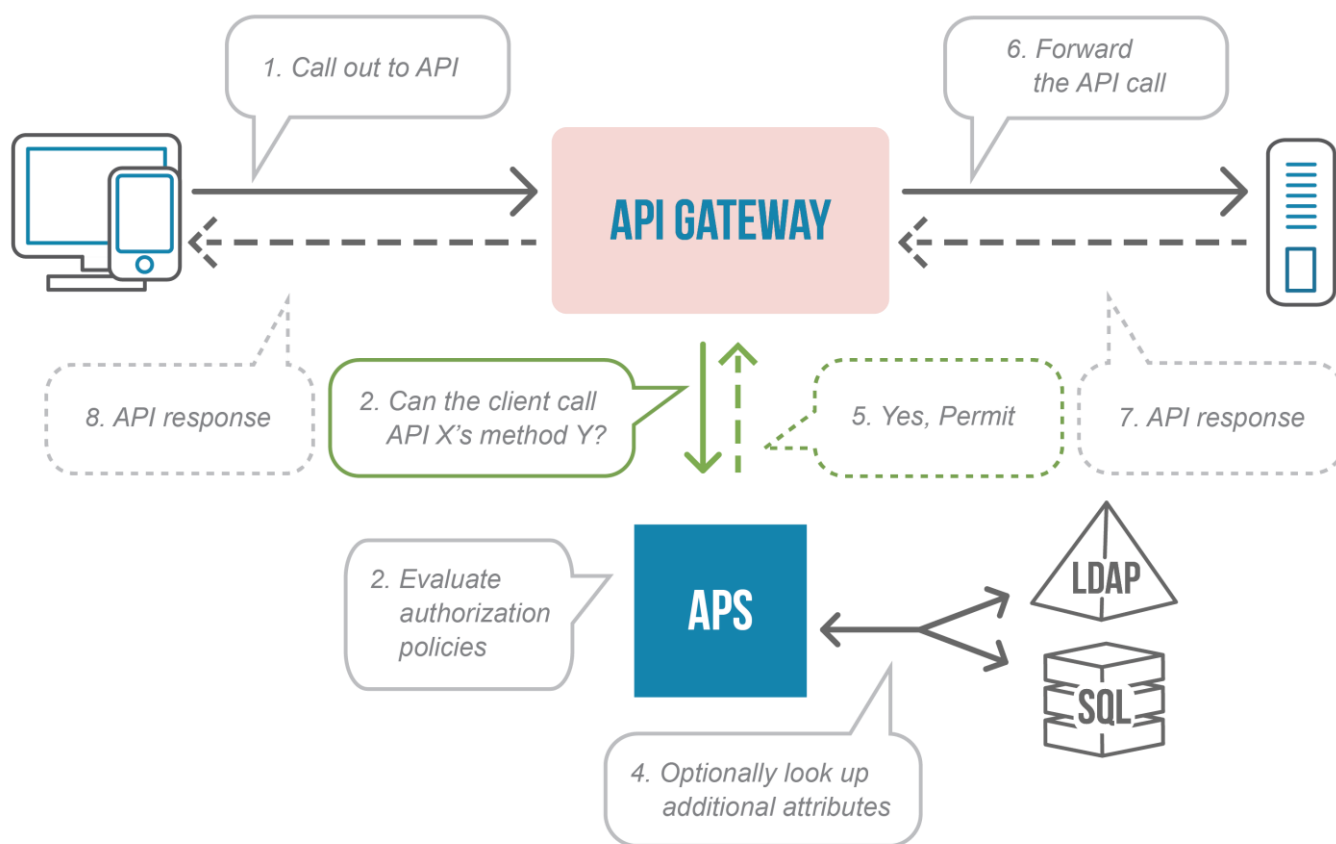 1. Call out to API
6. Forward
the API call
API GATEWAY
8. API response
2. Can the client call
API X's method Y?
5. Yes, Permit
7. API response
2. Evaluate
authorization
policies
APS
LDAP
SQL
4. Optionally look up
additional attributes